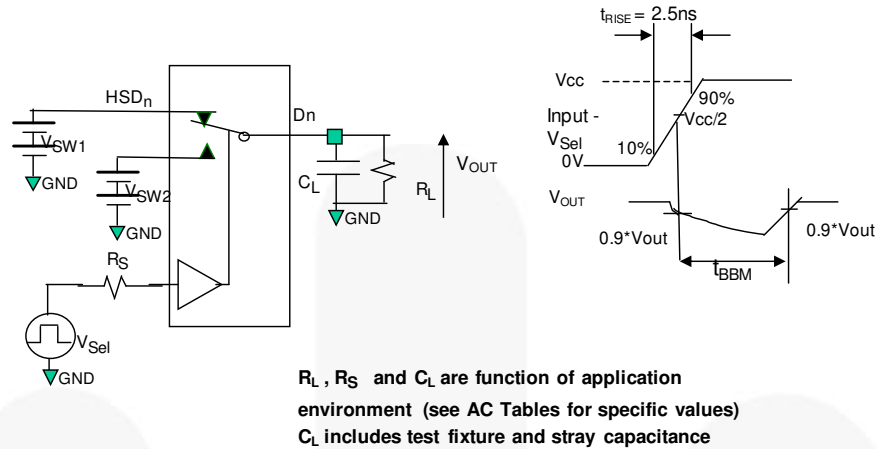 tRISE = 2.5ns
HSDn
Dn
VSW1
VSW2
GND
GND
CL
RL
VOUT
GND
RS
VSel
GND
Vcc
90%
Input -
VSel
Vcc/2
10%
0V
VOUT
0.9*Vout
0.9*Vout
tBBM
RL , RS and CL are function of application
environment (see AC Tables for specific values)
CL includes test fixture and stray capacitance